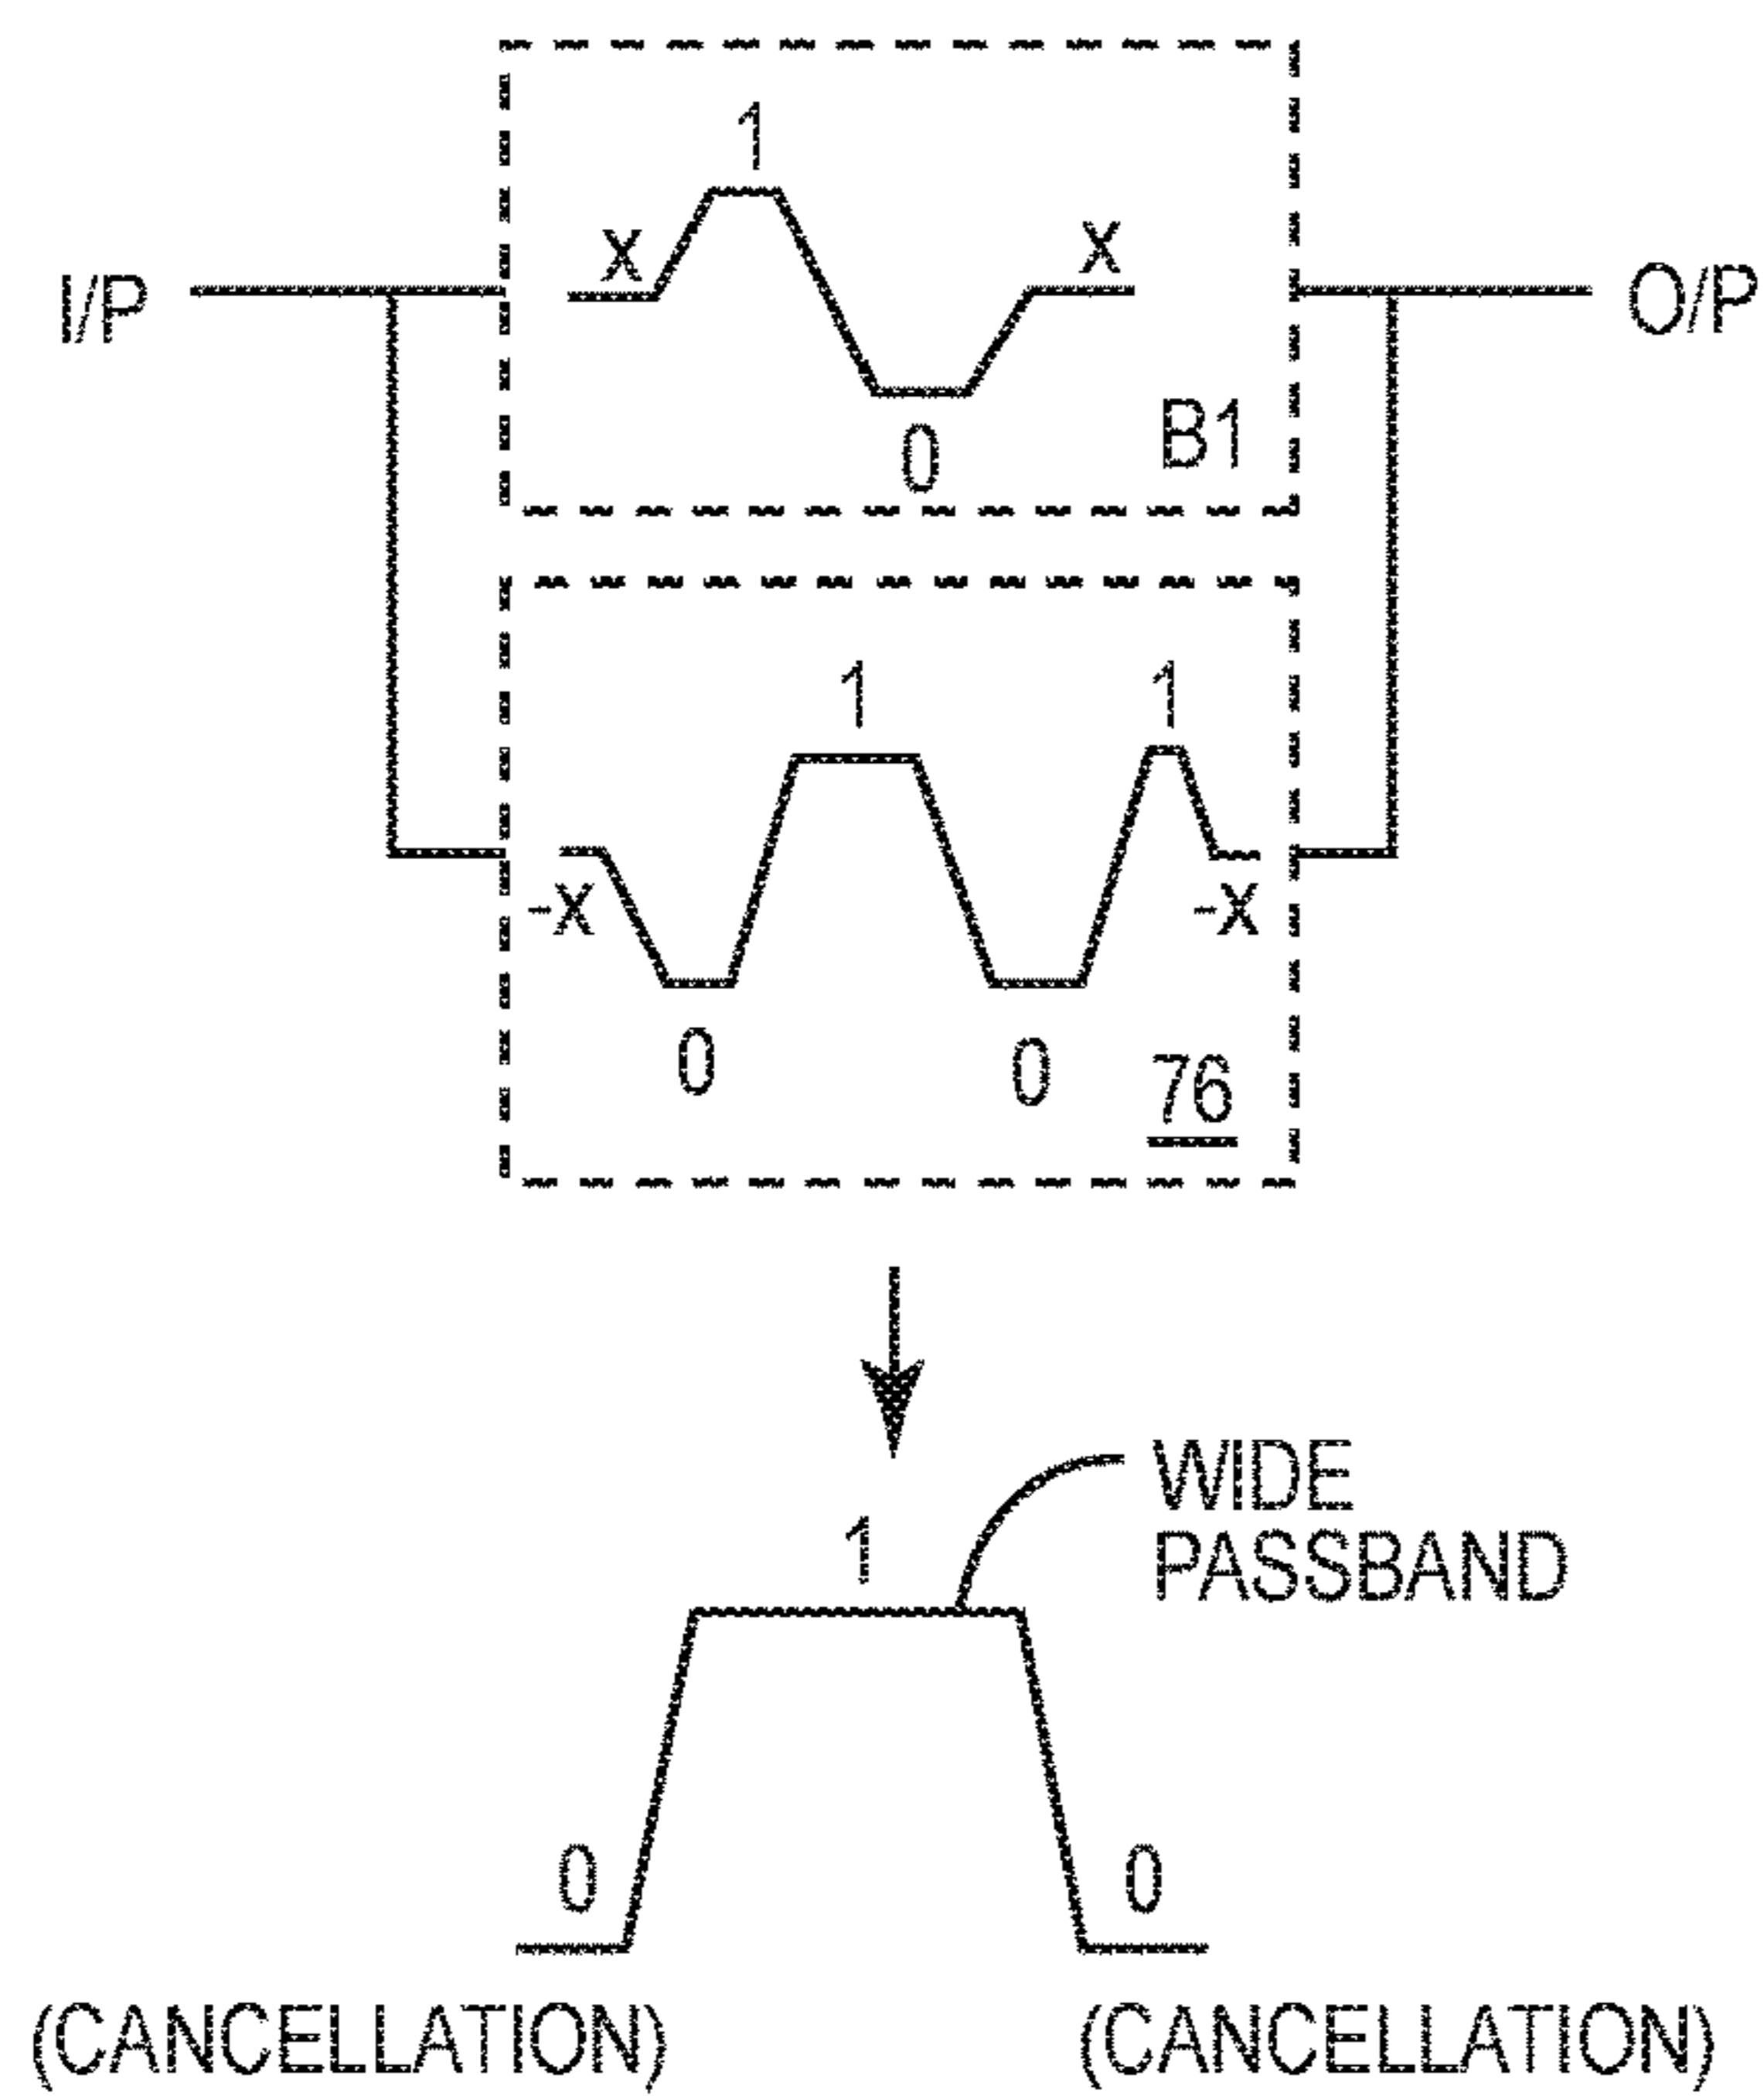 1
X
X
I/P
O/P
B1
0
1
1
-X
-X
0
0
76
WIDE
PASSBAND
1
0
0
(CANCELLATION)
(CANCELLATION)